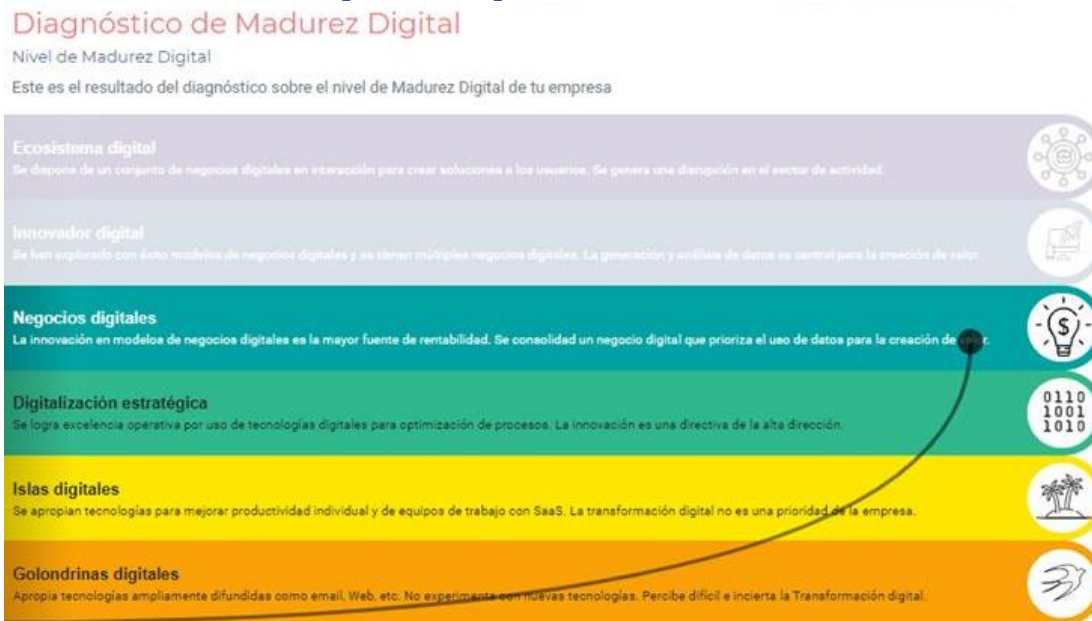 Diagnóstico de Madurez Digital
Nivel de Madurez Digital
Este es el resultado del diagnóstico sobre el nivel de Madurez Digital de tu empresa
Ecosistema digital
Se dispone de un conjunto de negocios digitales en interacción para crear soluciones a los usuarios. Se genera una disrupción en el sector de actividad.
Innovador digital
Se han explorado con éxito modelos de negocios digitales y se tienen múltiples negocios digitales. La generación y análisis de datos es central para la creación de valor.
Negocios digitales
La innovación en modelos de negocios digitales es la mayor fuente de rentabilidad. Se consolidad un negocio digital que prioriza el uso de datos para la creación de valor.
Digitalización estratégica
Se logra excelencia operativa por uso de tecnologías digitales para optimización de procesos. La innovación es una directiva de la alta dirección.
0110
1001
1010
Islas digitales
Se apropian tecnologías para mejorar productividad individual y de equipos de trabajo con SaaS. La transformación digital no es una prioridad de la empresa.
Golondrinas digitales
Apropia tecnologías ampliamente difundidas como email, Web, etc. No experimenta con nuevas tecnologías. Percibe difícil e incierta la Transformación digital.